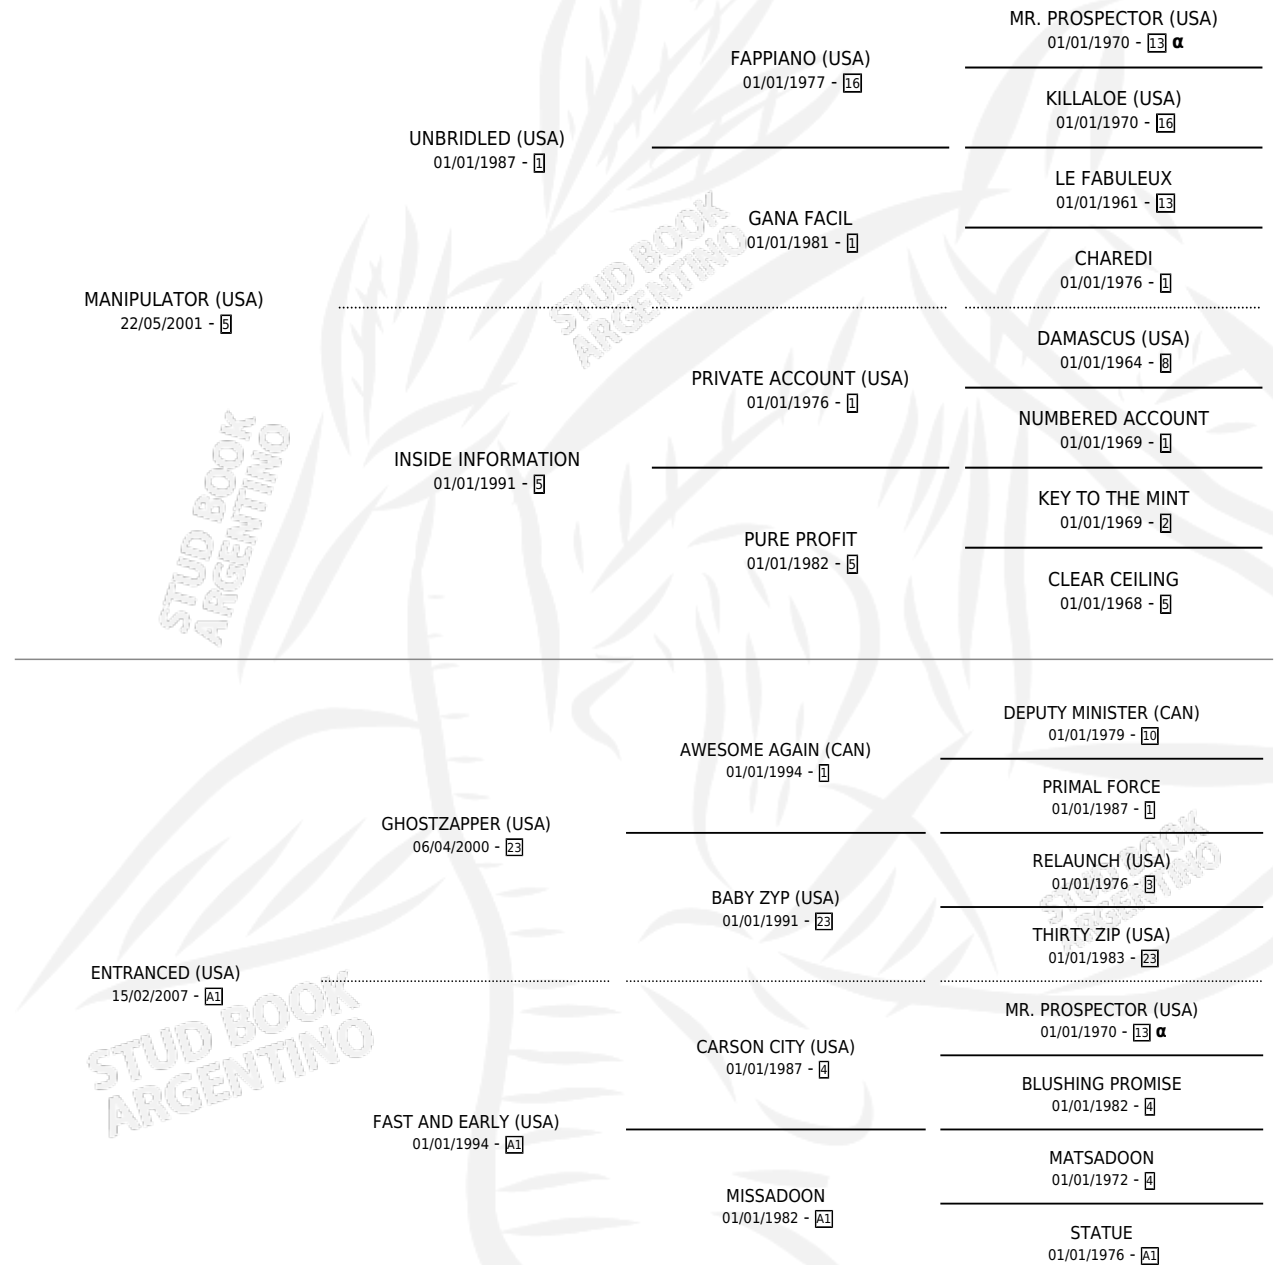 MR. PROSPECTOR (USA)
01/01/1970 - 13 α
FAPPIANO (USA)
01/01/1977 - 16
KILLALOE (USA)
01/01/1970 - 16
UNBRIDLED (USA)
01/01/1987 - 1
LE FABULEUX
01/01/1961 - 13
GANA FACIL
01/01/1981 - 1
CHAREDI
01/01/1976 - 1
MANIPULATOR (USA)
22/05/2001 - 5
DAMASCUS (USA)
01/01/1964 - 8
PRIVATE ACCOUNT (USA)
01/01/1976 - 1
NUMBERED ACCOUNT
01/01/1969 - 1
INSIDE INFORMATION
01/01/1991 - 5
KEY TO THE MINT
01/01/1969 - 2
PURE PROFIT
01/01/1982 - 5
CLEAR CEILING
01/01/1968 - 5
DEPUTY MINISTER (CAN)
01/01/1979 - 10
AWESOME AGAIN (CAN)
01/01/1994 - 1
PRIMAL FORCE
01/01/1987 - 1
GHOSTZAPPER (USA)
06/04/2000 - 23
RELAUNCH (USA)
01/01/1976 - 3
BABY ZYP (USA)
01/01/1991 - 23
THIRTY ZIP (USA)
01/01/1983 - 23
ENTRANCED (USA)
15/02/2007 - A1
MR. PROSPECTOR (USA)
01/01/1970 - 13 α
CARSON CITY (USA)
01/01/1987 - 4
BLUSHING PROMISE
01/01/1982 - 4
FAST AND EARLY (USA)
01/01/1994 - A1
MATSADOON
01/01/1972 - 4
MISSADOON
01/01/1982 - A1
STATUE
01/01/1976 - A1
STUD BOOK
ARGENTINO
STUD BOOK
ARGENTINO
STUD BOOK
ARGENTINO
STUD BOOK
ARGENTINO